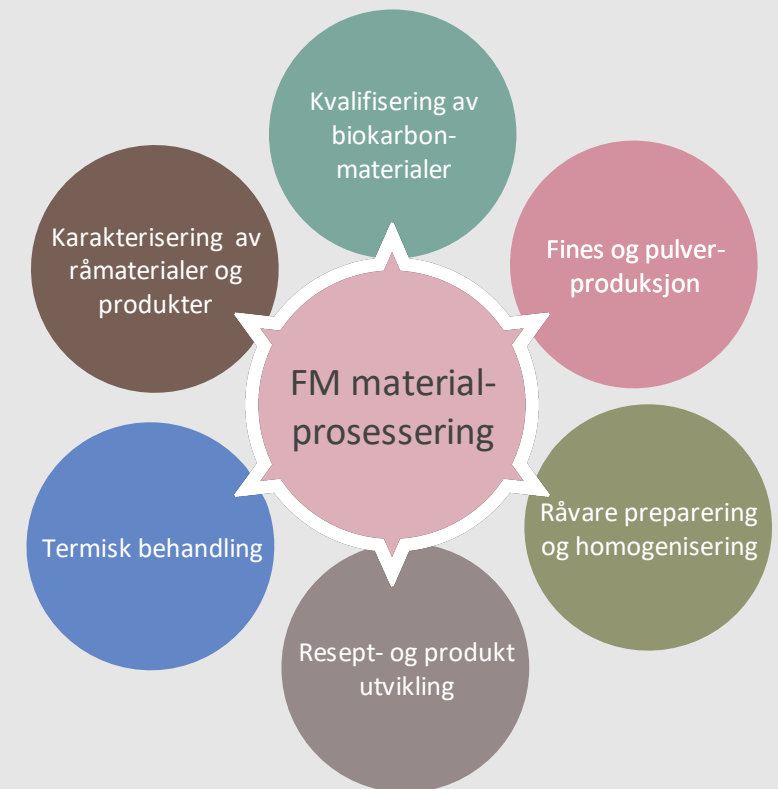 Kvalifisering av
biokarbon-
materialer
Fines og pulver-
produksjon
Råvare preparering
og homogenisering
Resept- og produkt
utvikling
Termisk behandling
Karakterisering av
råmaterialer og
produkter
FM material-
prosessering